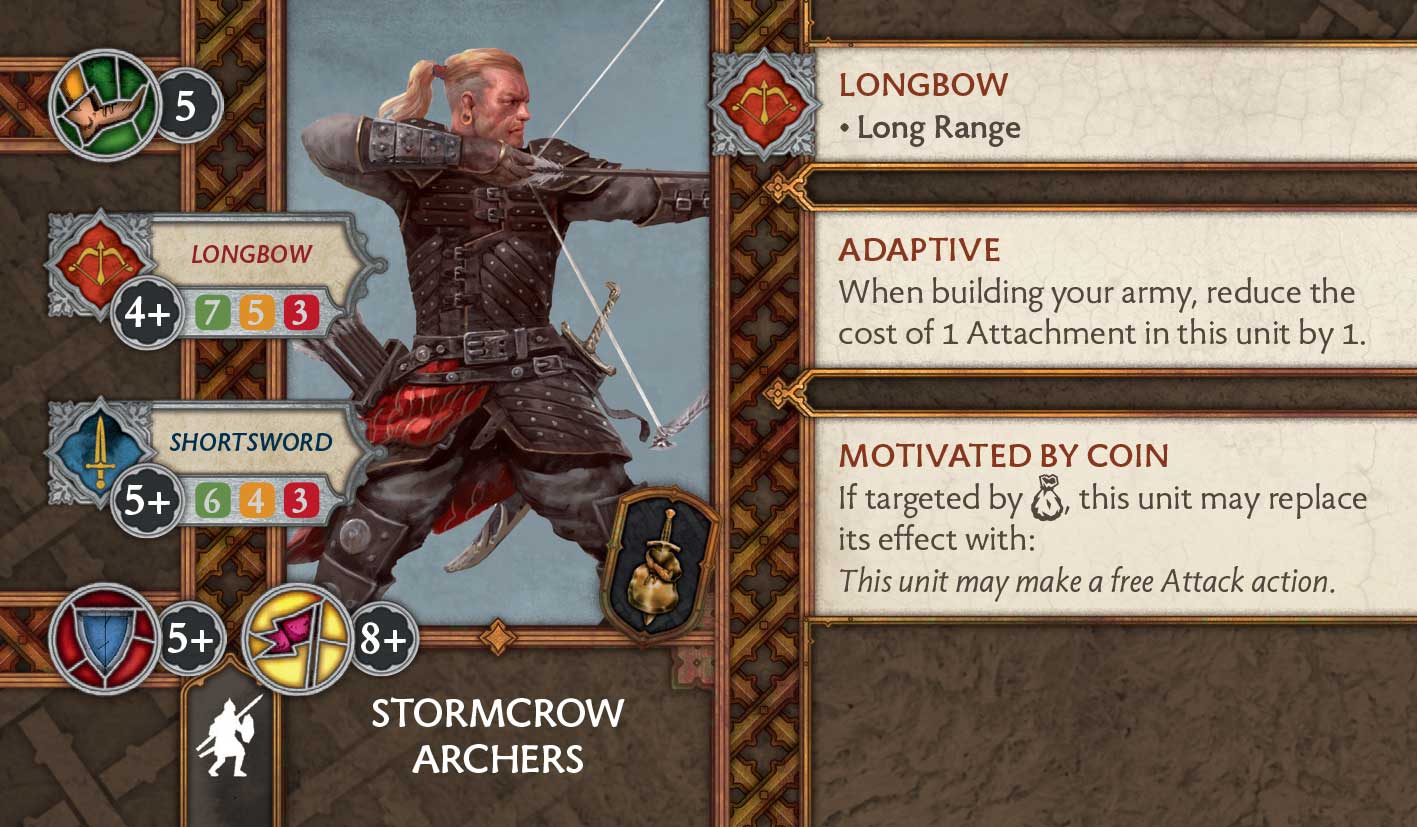 5
LONGBOW
4+ 7 5 3
SHORTSWORD
5+ 6 4 3
5+ 8+
STORMCROW
ARCHERS
LONGBOW
• Long Range
ADAPTIVE
When building your army, reduce the
cost of 1 Attachment in this unit by 1.
MOTIVATED BY COIN
If targeted by , this unit may replace
its effect with:
This unit may make a free Attack action.